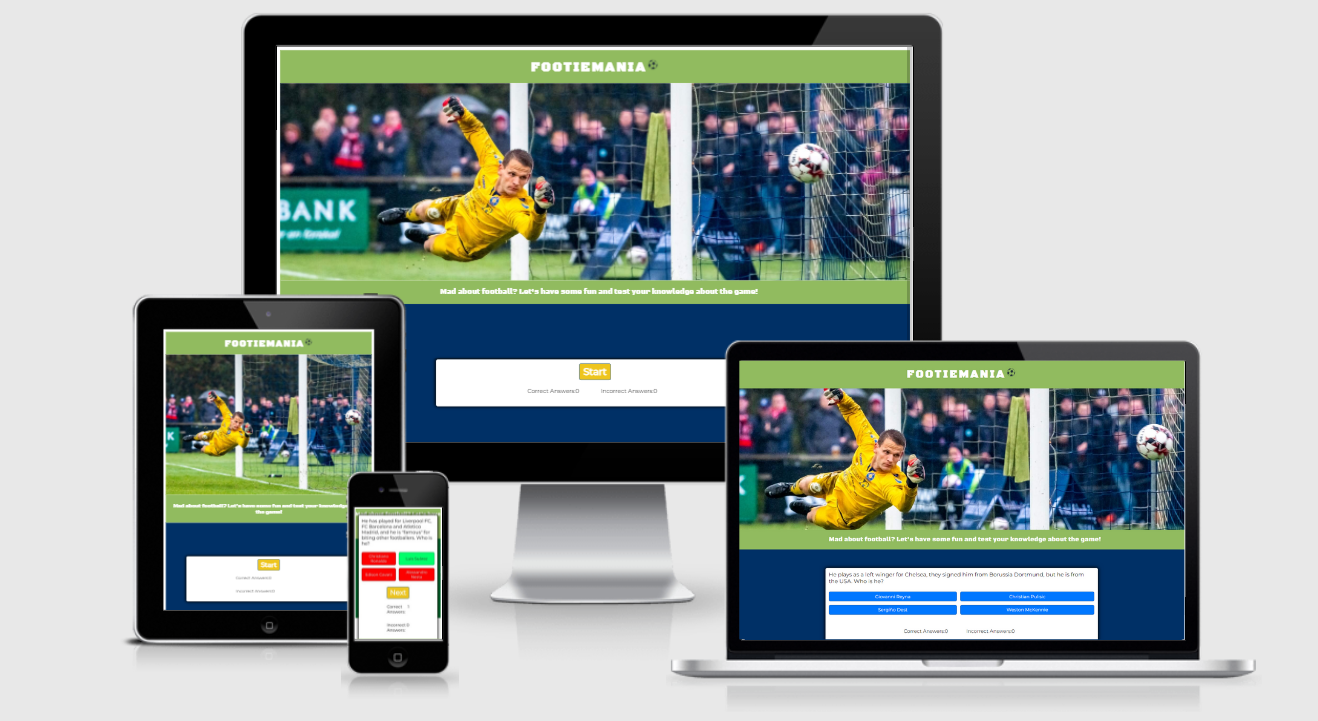 FOOTIEMANIA
BANK
Mad about football? Let's have some fun and test your knowledge about the game!
Start
Correct Answers:0 Incorrect Answers:0
FOOTIEMANIA
Mad about football? Let's have some fun and test your knowledge about
the game!
Start
Correct Answers:0
Incorrect Answers:0
He has played for Liverpool FC,
FC Barcelona and Atletico
Madrid, and he is "famous" for
biting other footballers. Who is
he?
Next
Correct
Answers:
Incorrect 0
Answers:
FOOTIEMANIA
Mad about football? Let's have some fun and test your knowledge about the game!
He plays as a left winger for Chelsea, they signed him from Borussia Dortmund, but he is from
the USA. Who is he?
Giovanni Reyna Christian Pulisic
Sergiño Dest Weston McKennie
Correct Answers:0 Incorrect Answers:0